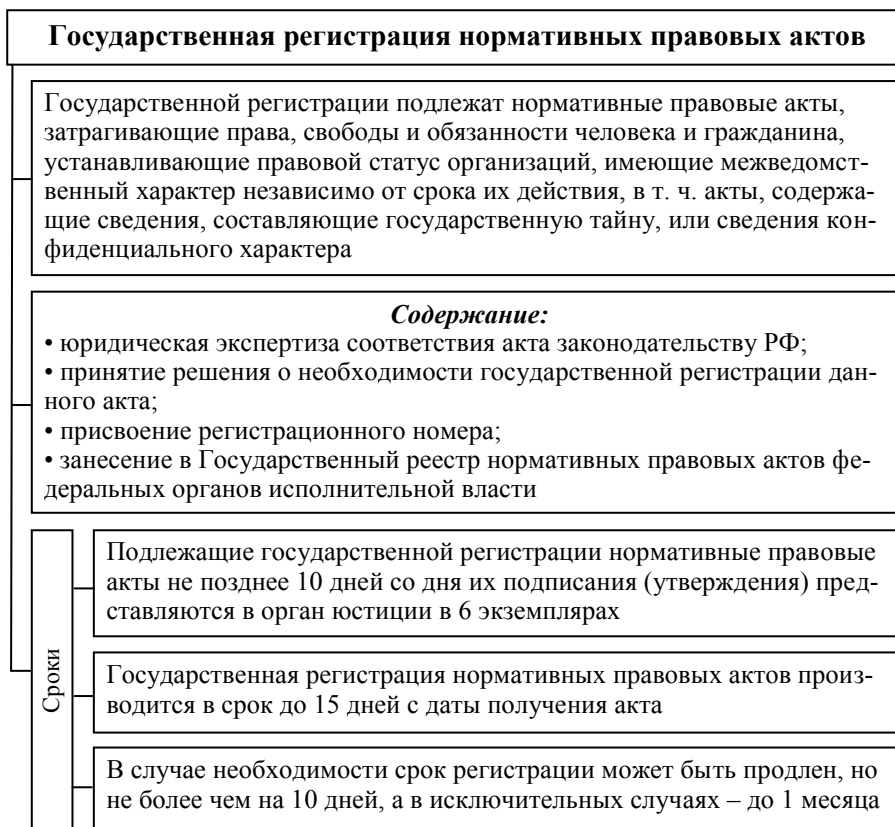 Государственная регистрация нормативных правовых актов
Государственной регистрации подлежат нормативные правовые акты,
затрагивающие права, свободы и обязанности человека и гражданина,
устанавливающие правовой статус организаций, имеющие межведомст-
венный характер независимо от срока их действия, в т. ч. акты, содержа-
щие сведения, составляющие государственную тайну, или сведения кон-
фиденциального характера
Содержание:
• юридическая экспертиза соответствия акта законодательству РФ;
• принятие решения о необходимости государственной регистрации дан-
ного акта;
• присвоение регистрационного номера;
• занесение в Государственный реестр нормативных правовых актов фе-
деральных органов исполнительной власти
Сроки
Подлежащие государственной регистрации нормативные правовые
акты не позднее 10 дней со дня их подписания (утверждения) пред-
ставляются в орган юстиции в 6 экземплярах
Государственная регистрация нормативных правовых актов произ-
водится в срок до 15 дней с даты получения акта
В случае необходимости срок регистрации может быть продлен, но
не более чем на 10 дней, а в исключительных случаях – до 1 месяца